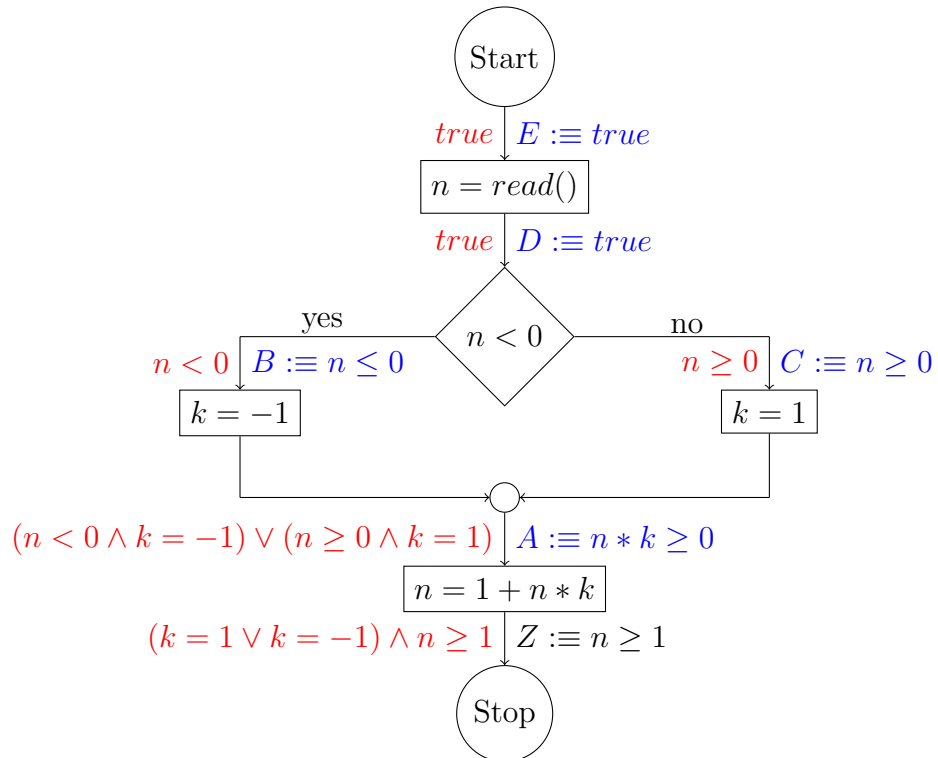 Start
true E :≡ true
n = read()
true D :≡ true
yes n < 0 no
n < 0 B :≡ n ≤ 0 n ≥ 0 C :≡ n ≥ 0
k = −1 k = 1
(n < 0 ∧ k = −1) ∨ (n ≥ 0 ∧ k = 1) A :≡ n ∗ k ≥ 0
n = 1 + n ∗ k
(k = 1 ∨ k = −1) ∧ n ≥ 1 Z :≡ n ≥ 1
Stop